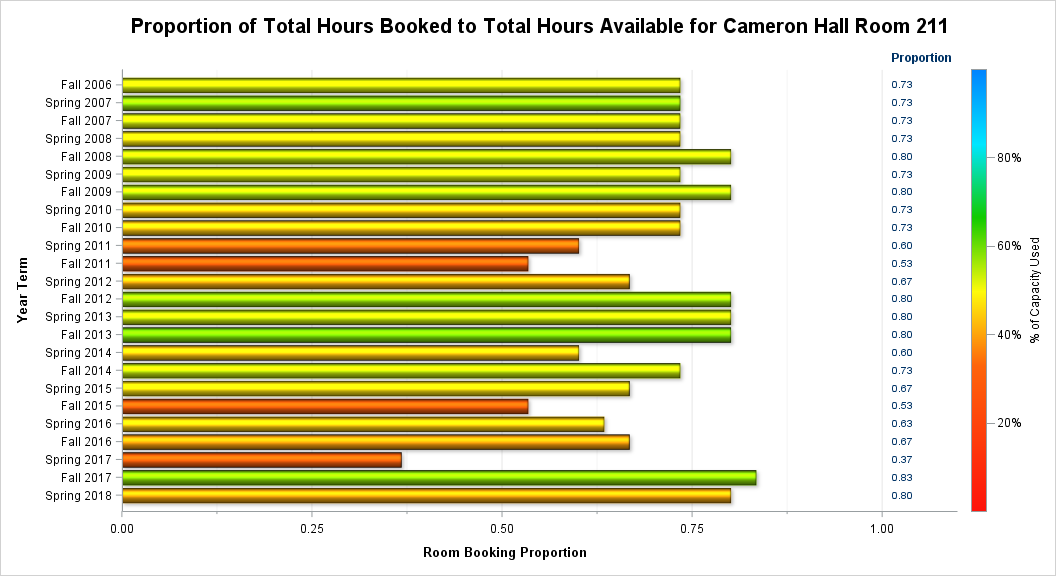 Proportion of Total Hours Booked to Total Hours Available for Cameron Hall Room 211
Proportion
Fall 2006 0.73
Spring 2007 0.73
Fall 2007 0.73
Spring 2008 0.73
Fall 2008 0.80
Spring 2009 0.73
Fall 2009 0.80
Spring 2010 0.73
Fall 2010 0.73
Spring 2011 0.60
Fall 2011 0.53
Spring 2012 0.67
Fall 2012 0.80
Spring 2013 0.80
Fall 2013 0.80
Spring 2014 0.60
Fall 2014 0.73
Spring 2015 0.67
Fall 2015 0.53
Spring 2016 0.63
Fall 2016 0.67
Spring 2017 0.37
Fall 2017 0.83
Spring 2018 0.80
Year Term
0.00 0.25 0.50 0.75 1.00
Room Booking Proportion
80%
60%
40%
20%
% of Capacity Used